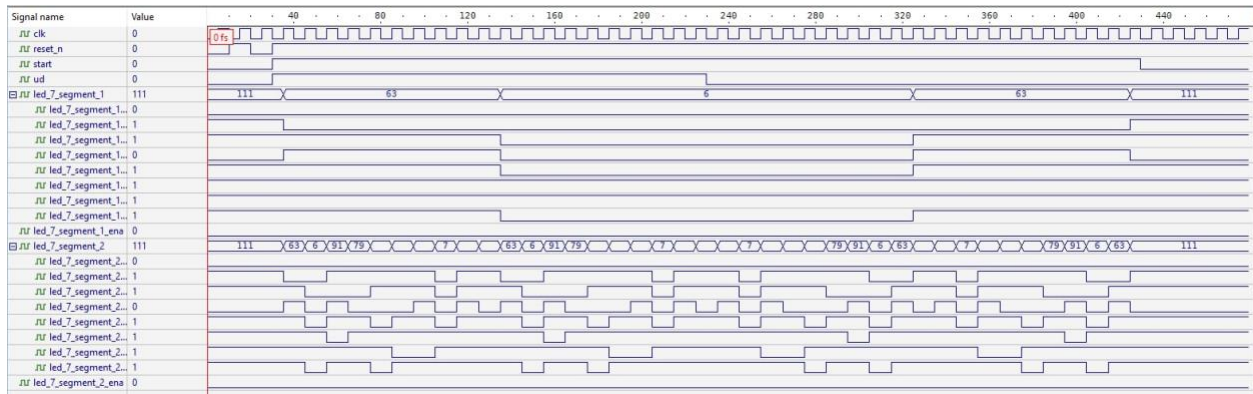 Signal name Value 40 80 120 160 200 240 280 320 360 400 440
clk 0 0 fs
reset_n 0
start 0
ud 0
led_7_segment_1 111 111 63 6 63 111
led_7_segment_1... 0
led_7_segment_1... 1
led_7_segment_1... 1
led_7_segment_1... 0
led_7_segment_1... 1
led_7_segment_1... 1
led_7_segment_1... 1
led_7_segment_1... 1
led_7_segment_1_ena 0
led_7_segment_2 111 111 63 6 91 79 7 63 6 91 79 7 7 79 91 6 63 7 79 91 6 63 111
led_7_segment_2... 0
led_7_segment_2... 1
led_7_segment_2... 1
led_7_segment_2... 0
led_7_segment_2... 1
led_7_segment_2... 1
led_7_segment_2... 1
led_7_segment_2... 1
led_7_segment_2_ena 0